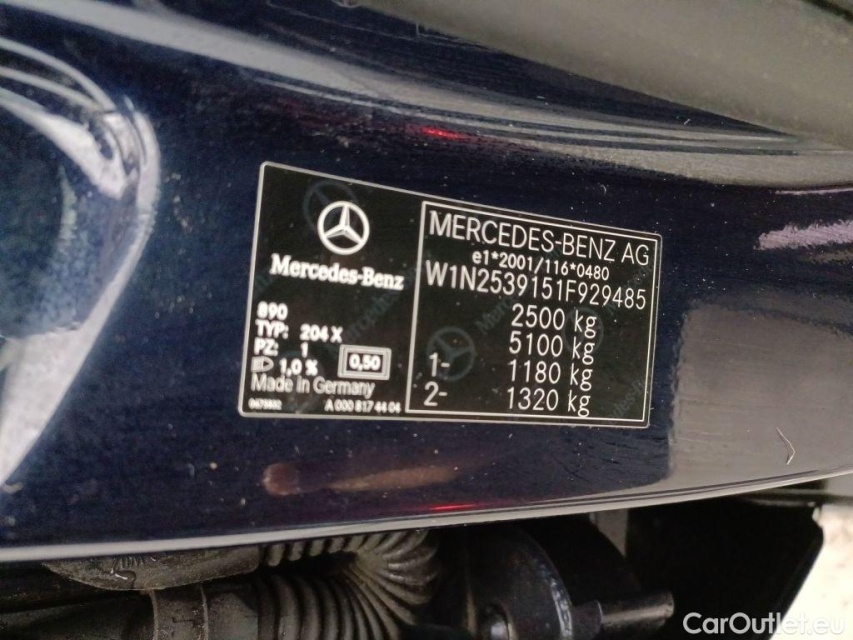 Mercedes-Benz
890
TYP: 204 X
PZ: 1
1,0 %
0,50
Made in Germany
A 000 817 44 04
MERCEDES-BENZ AG
e1*2001/116*0480
W1N2539151F929485
2500 kg
5100 kg
1- 1180 kg
2- 1320 kg
CarOutlet.eu